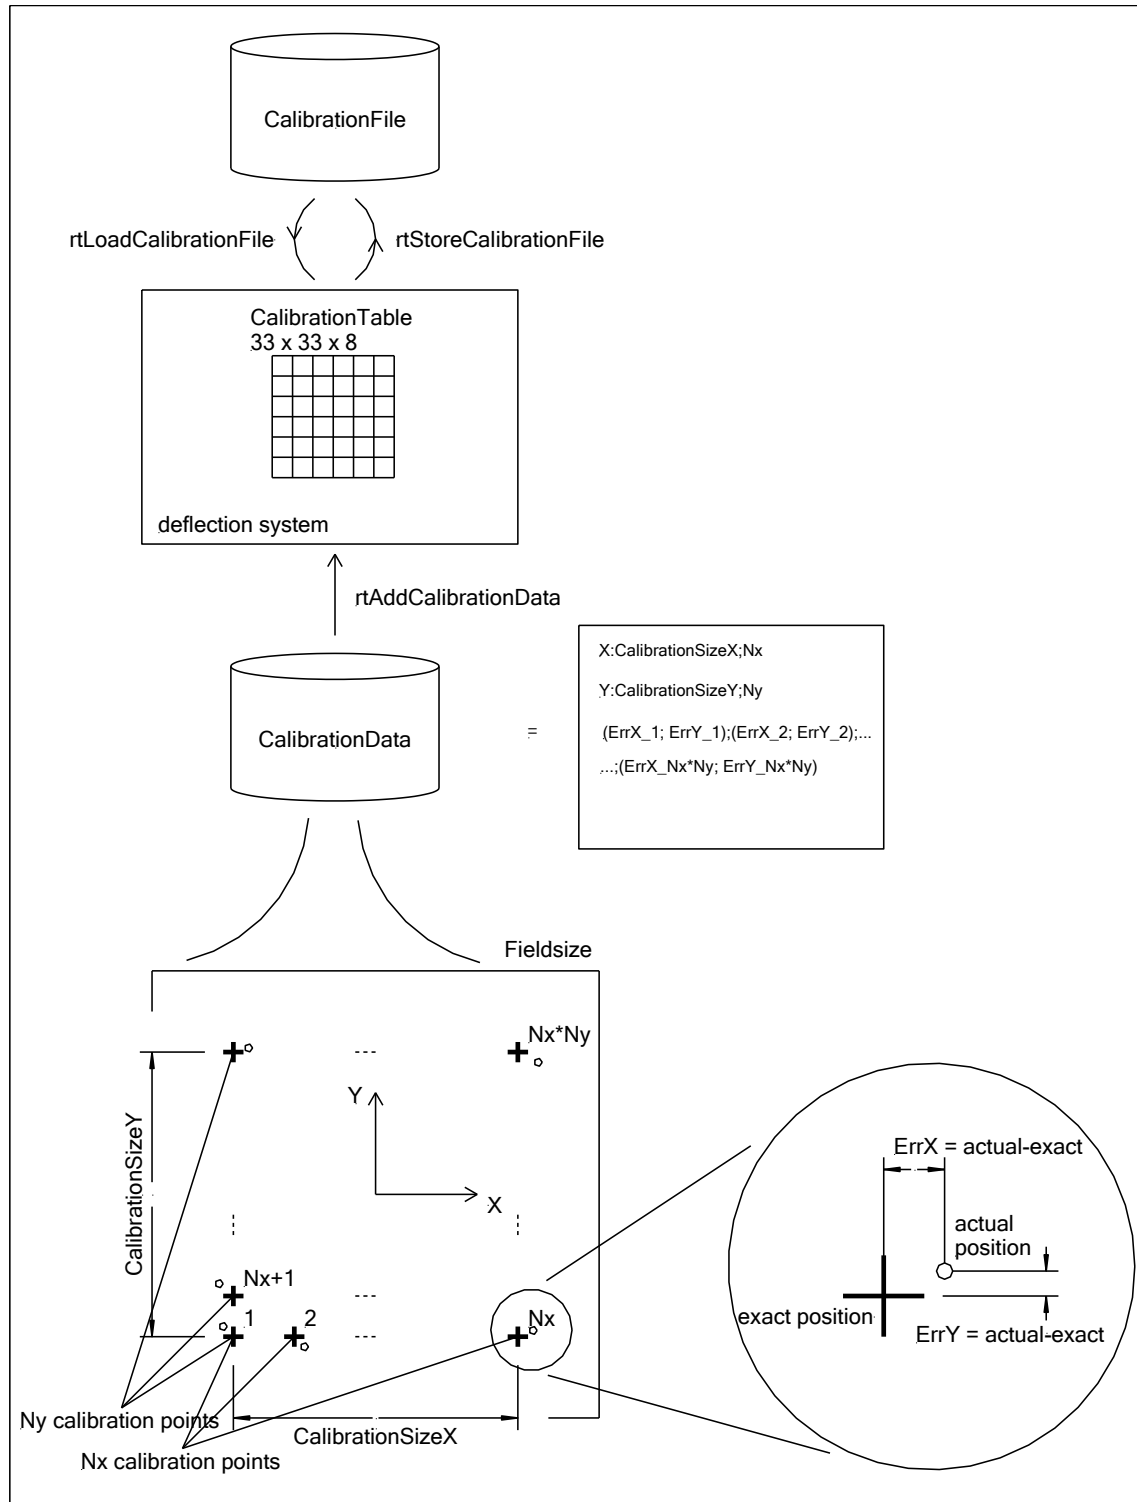 CalibrationFile
rtLoadCalibrationFile
rtStoreCalibrationFile
CalibrationTable
33 x 33 x 8
deflection system
rtAddCalibrationData
CalibrationData
=
X:CalibrationSizeX;Nx
Y:CalibrationSizeY;Ny
(ErrX_1; ErrY_1);(ErrX_2; ErrY_2);...
...;(ErrX_Nx*Ny; ErrY_Nx*Ny)
Fieldsize
Nx*Ny
Y
X
CalibrationSizeY
Nx+1
1
2
Nx
Ny calibration points
CalibrationSizeX
Nx calibration points
ErrX = actual-exact
actual
position
exact position
ErrY = actual-exact